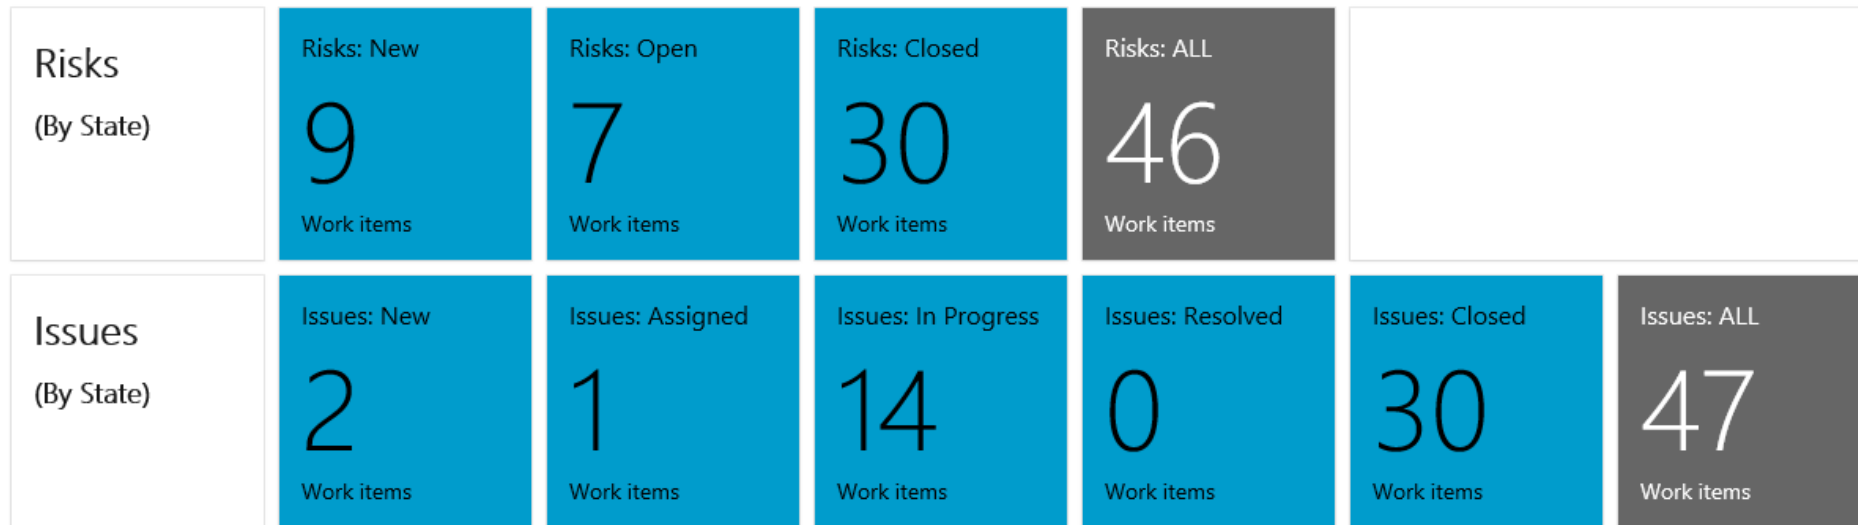 Risks
(By State)
Risks: New
9
Work items
Risks: Open
7
Work items
Risks: Closed
30
Work items
Risks: ALL
46
Work items
Issues
(By State)
Issues: New
2
Work items
Issues: Assigned
1
Work items
Issues: In Progress
14
Work items
Issues: Resolved
0
Work items
Issues: Closed
30
Work items
Issues: ALL
47
Work items